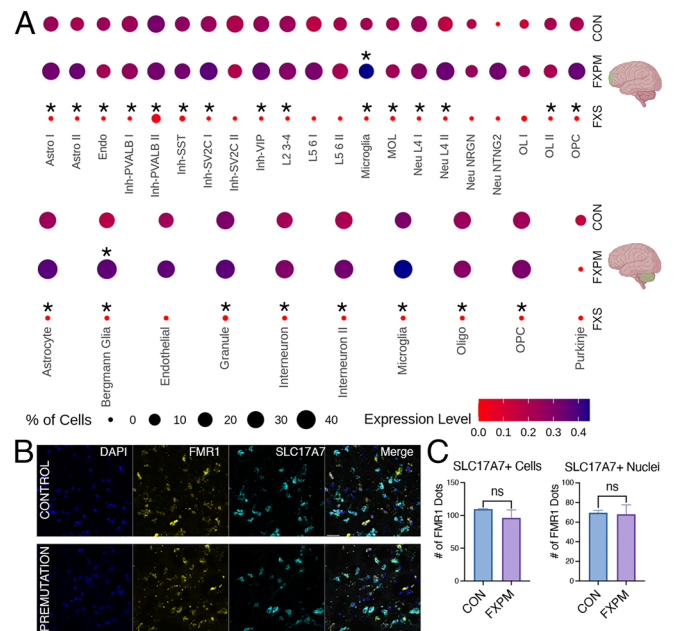 A
CON
FXPM
*
FXS
* * * * * * * * * * * * * * *
Astro I
Astro II
Endo
Inh-PVALB I
Inh-PVALB II
Inh-SST
Inh-SV2C I
Inh-SV2C II
Inh-VIP
L2 3-4
L5 6 I
L5 6 II
Microglia
MOL
Neu L4 I
Neu L4 II
Neu NRGN
Neu NTNG2
OL I
OL II
OPC
CON
FXPM
*
FXS
* * * * * * * *
Astrocyte
Bergmann Glia
Endothelial
Granule
Interneuron I
Interneuron II
Microglia
Oligo
OPC
Purkinje
% of Cells 0 10 20 30 40
Expression Level
0.0 0.1 0.2 0.3 0.4
B
DAPI FMR1 SLC17A7 Merge
CONTROL
PREMUTATION
C
SLC17A7+ Cells
# of FMR1 Dots
150
100
50
0
ns
CON
FXPM
SLC17A7+ Nuclei
# of FMR1 Dots
100
80
60
40
20
0
ns
CON
FXPM